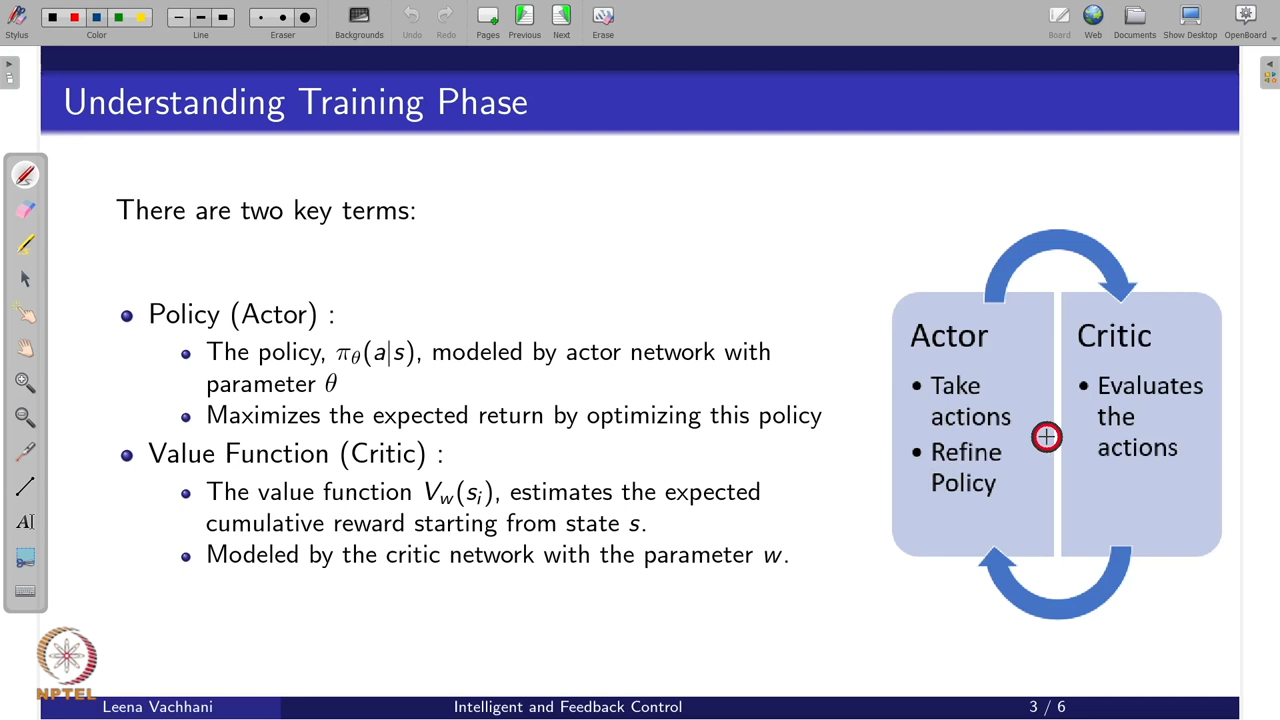 Stylus
Color
Line
Eraser
Backgrounds
Undo
Redo
Pages
Previous
Next
Erase
Board
Web
Documents
Show Desktop
OpenBoard
Understanding Training Phase
There are two key terms:
Policy (Actor) :
The policy, πθ(a|s), modeled by actor network with
parameter θ
Maximizes the expected return by optimizing this policy
Value Function (Critic) :
The value function Vw(si), estimates the expected
cumulative reward starting from state s.
Modeled by the critic network with the parameter w.
Actor
• Take
actions
• Refine
Policy
Critic
• Evaluates
the
actions
AI
NPTEL
Leena Vachhani
Intelligent and Feedback Control
3 / 6